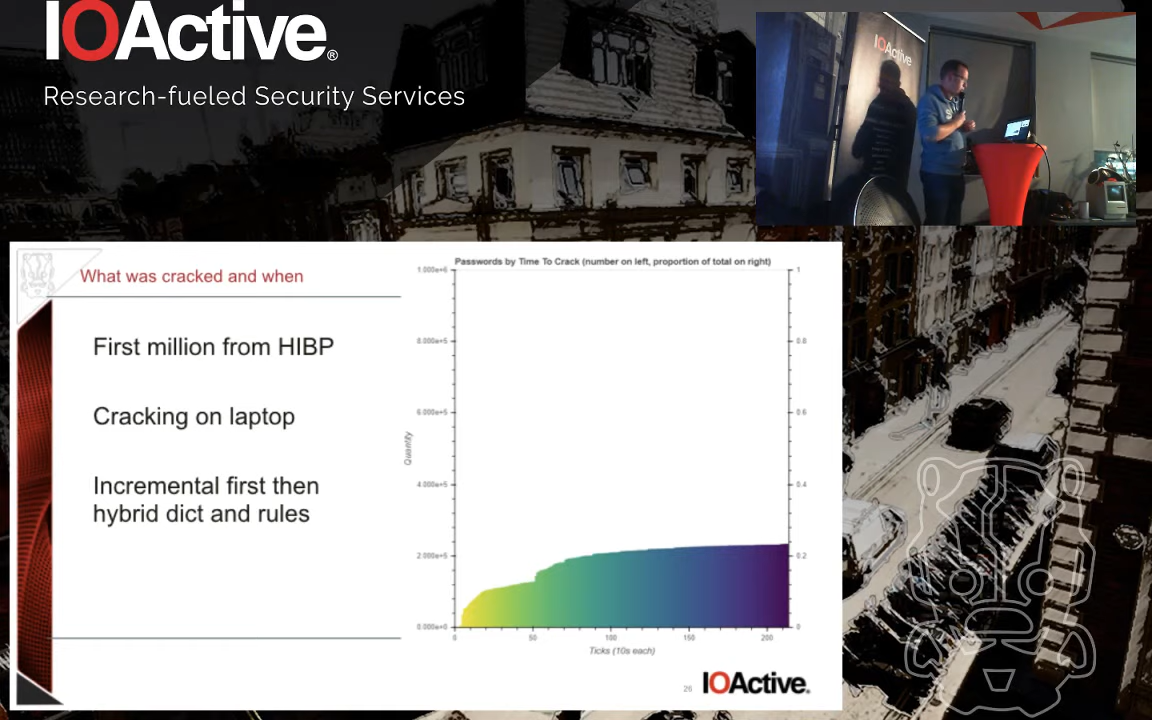 IOActive®
Research-fueled Security Services
IOActive
What was cracked and when
First million from HIBP
Cracking on laptop
Incremental first then
hybrid dict and rules
Passwords by Time To Crack (number on left, proportion of total on right)
1.000e+6
8.000e+5
6.000e+5
4.000e+5
2.000e+5
0.000e+0
Quantity
1
0.8
0.6
0.4
0.2
0
0
50
100
150
200
Ticks (10s each)
26
IOActive.